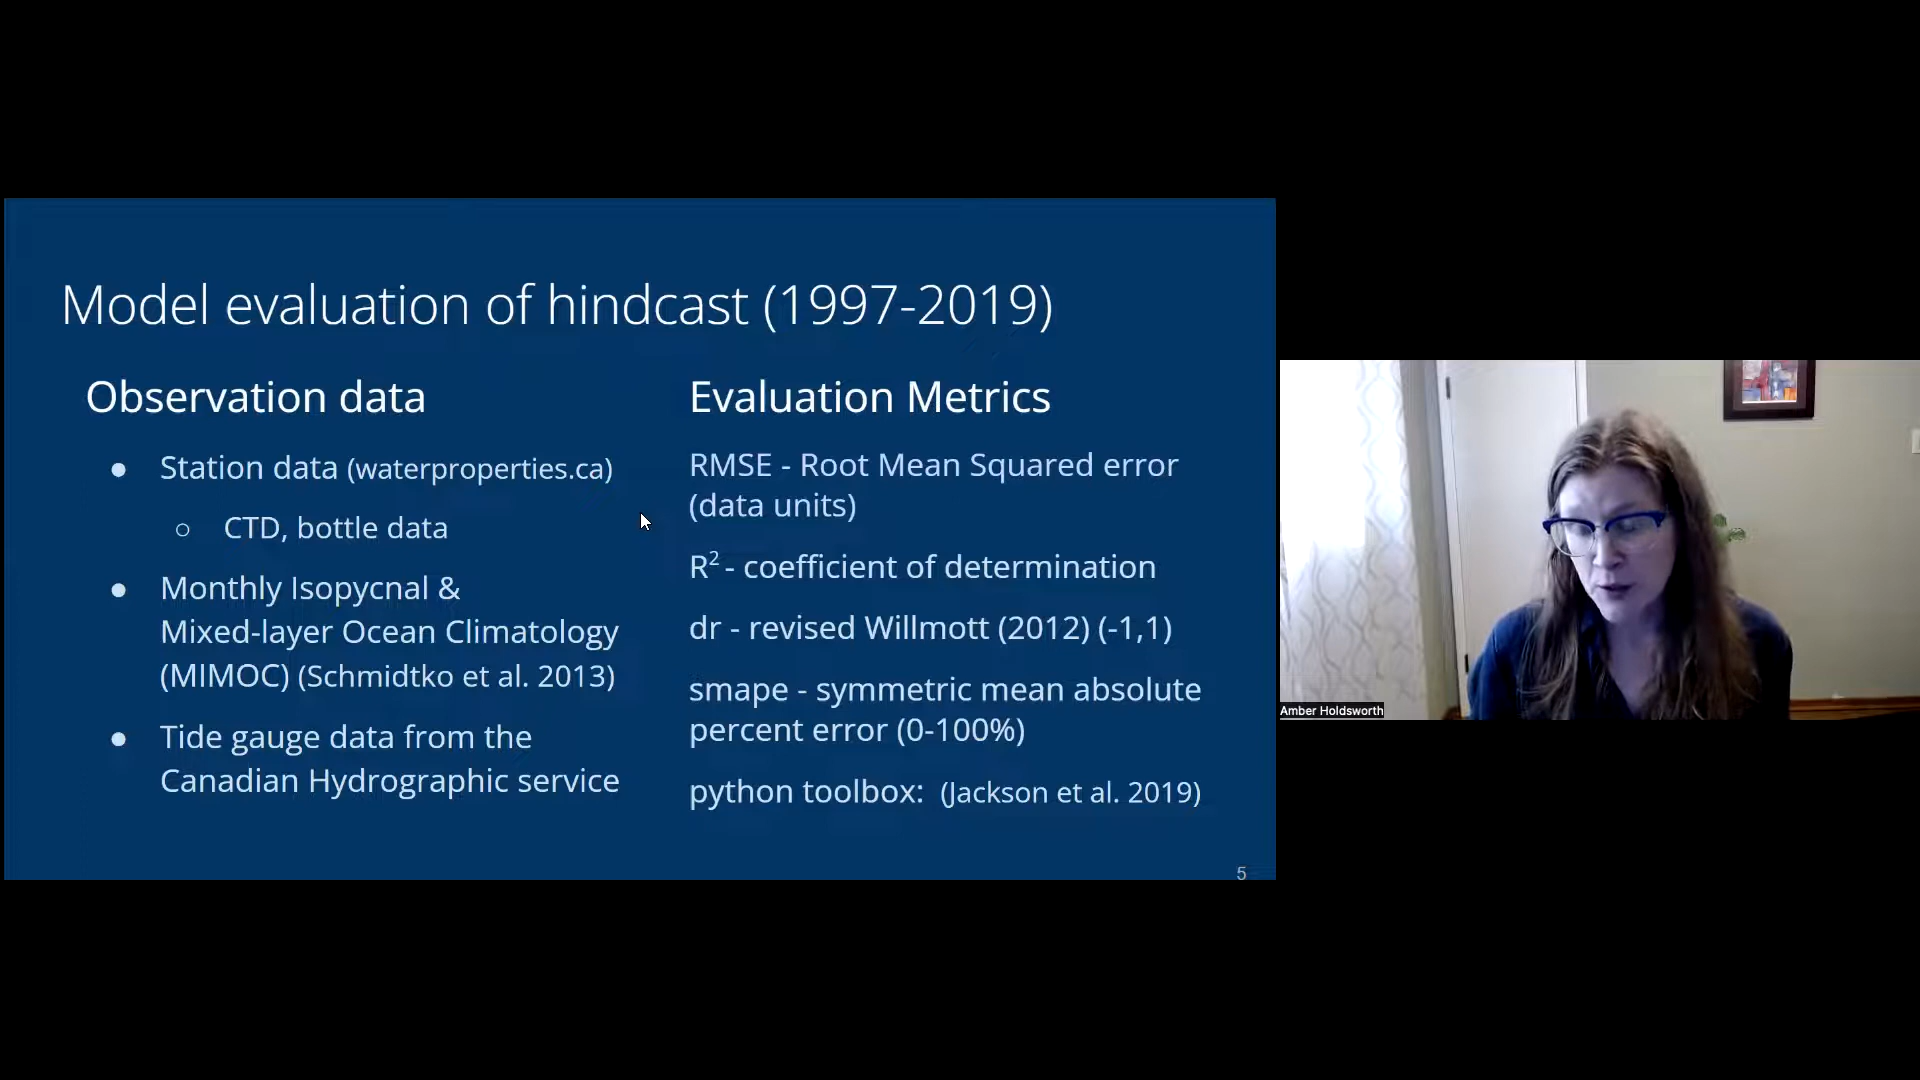 Model evaluation of hindcast (1997-2019)
Observation data
● Station data (waterproperties.ca)
○ CTD, bottle data
● Monthly Isopycnal &
Mixed-layer Ocean Climatology
(MIMOC) (Schmidtko et al. 2013)
● Tide gauge data from the
Canadian Hydrographic service
Evaluation Metrics
RMSE - Root Mean Squared error
(data units)
R² - coefficient of determination
dr - revised Willmott (2012) (-1,1)
smape - symmetric mean absolute
percent error (0-100%)
python toolbox: (Jackson et al. 2019)
5
Amber Holdsworth